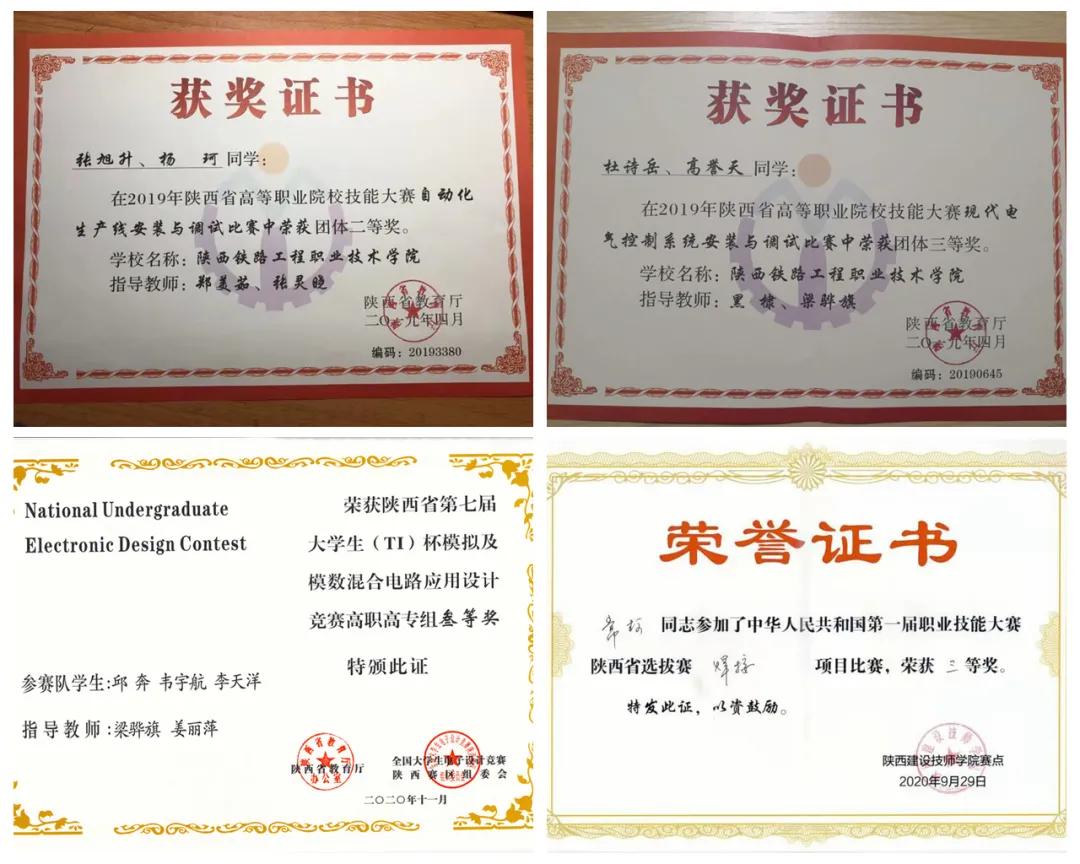 获奖证书
张旭升、杨 珂同学：
在2019年陕西省高等职业院校技能大赛自动化
生产线安装与调试比赛中荣获团体二等奖。
学校名称：陕西铁路工程职业技术学院
指导教师：郑美茹、张灵晓
陕西省教育厅
二〇一九年四月
编码：20193380
获奖证书
杜诗岳、高誉天同学：
在2019年陕西省高等职业院校技能大赛现代电
气控制系统安装与调试比赛中荣获团体三等奖。
学校名称：陕西铁路工程职业技术学院
指导教师：黑棣、梁骅旗
陕西省教育厅
二〇一九年四月
编码：20190645
National Undergraduate
Electronic Design Contest
荣获陕西省第七届
大学生（TI）杯模拟及
模数混合电路应用设计
竞赛高职高专组叁等奖
特颁此证
参赛队学生:邱 奔 韦宇航 李天洋
指导教师:梁骅旗 姜丽萍
陕西省教育厅
办公室
全国大学生电子设计竞赛
陕西赛区组委会
二〇二〇年十一月
荣誉证书
同志参加了中华人民共和国第一届职业技能大赛
陕西省选拔赛 焊接 项目比赛，荣获 三 等奖。
特发此证，以资鼓励。
陕西建设技师学院赛点
2020年9月29日